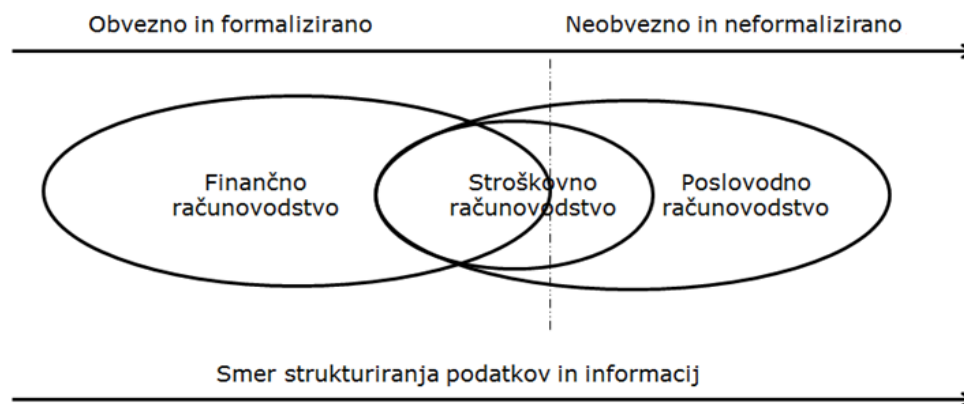 Obvezno in formalizirano
Neobvezno in neformalizirano
Finančno
računovodstvo
Stroškovno
računovodstvo
Poslovodno
računovodstvo
Smer strukturiranja podatkov in informacij